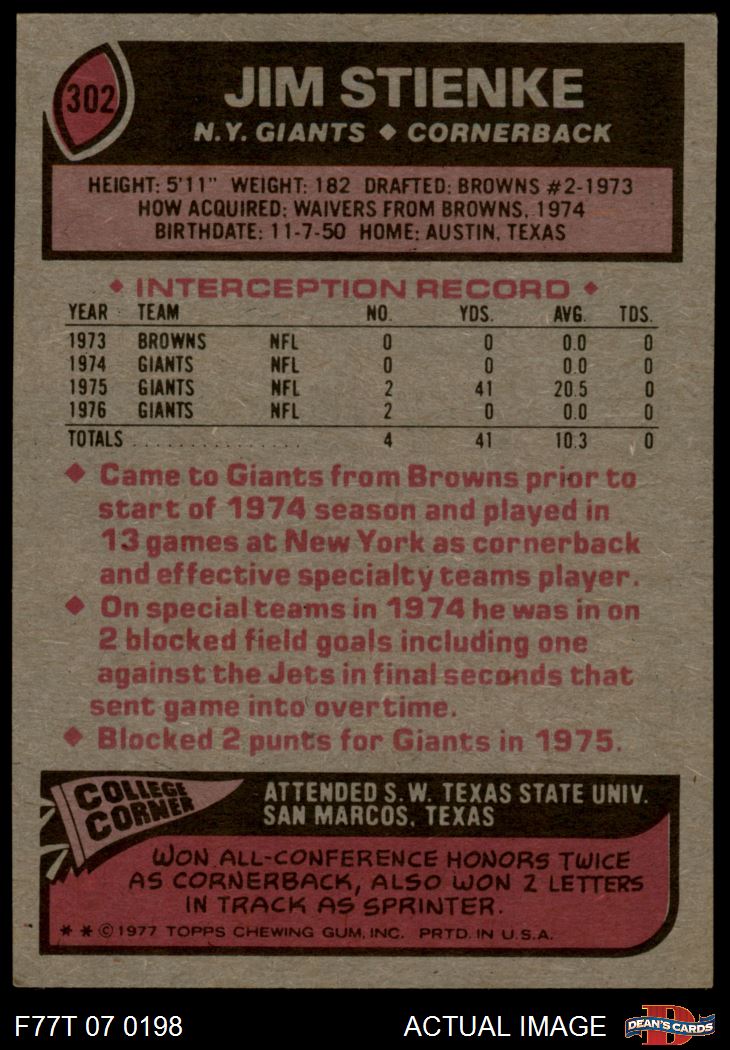 302
JIM STIENKE
N.Y. GIANTS ◆ CORNERBACK
HEIGHT: 5'11" WEIGHT: 182 DRAFTED: BROWNS #2-1973
HOW ACQUIRED: WAIVERS FROM BROWNS, 1974
BIRTHDATE: 11-7-50 HOME: AUSTIN, TEXAS
◆ INTERCEPTION RECORD ◆
YEAR TEAM NO. YDS. AVG. TDS.
1973 BROWNS NFL 0 0 0.0 0
1974 GIANTS NFL 0 0 0.0 0
1975 GIANTS NFL 2 41 20.5 0
1976 GIANTS NFL 2 0 0.0 0
TOTALS . . . . . . . . . . . . . . . . . 4 41 10.3 0
◆ Came to Giants from Browns prior to
start of 1974 season and played in
13 games at New York as cornerback
and effective specialty teams player.
◆ On special teams in 1974 he was in on
2 blocked field goals including one
against the Jets in final seconds that
sent game into overtime.
◆ Blocked 2 punts for Giants in 1975.
COLLEGE
CORNER
ATTENDED S.W. TEXAS STATE UNIV.
SAN MARCOS, TEXAS
WON ALL-CONFERENCE HONORS TWICE
AS CORNERBACK, ALSO WON 2 LETTERS
IN TRACK AS SPRINTER.
* * © 1977 TOPPS CHEWING GUM, INC. PRTD. IN U.S.A.
F77T 07 0198
ACTUAL IMAGE
D
DEAN'S CARDS